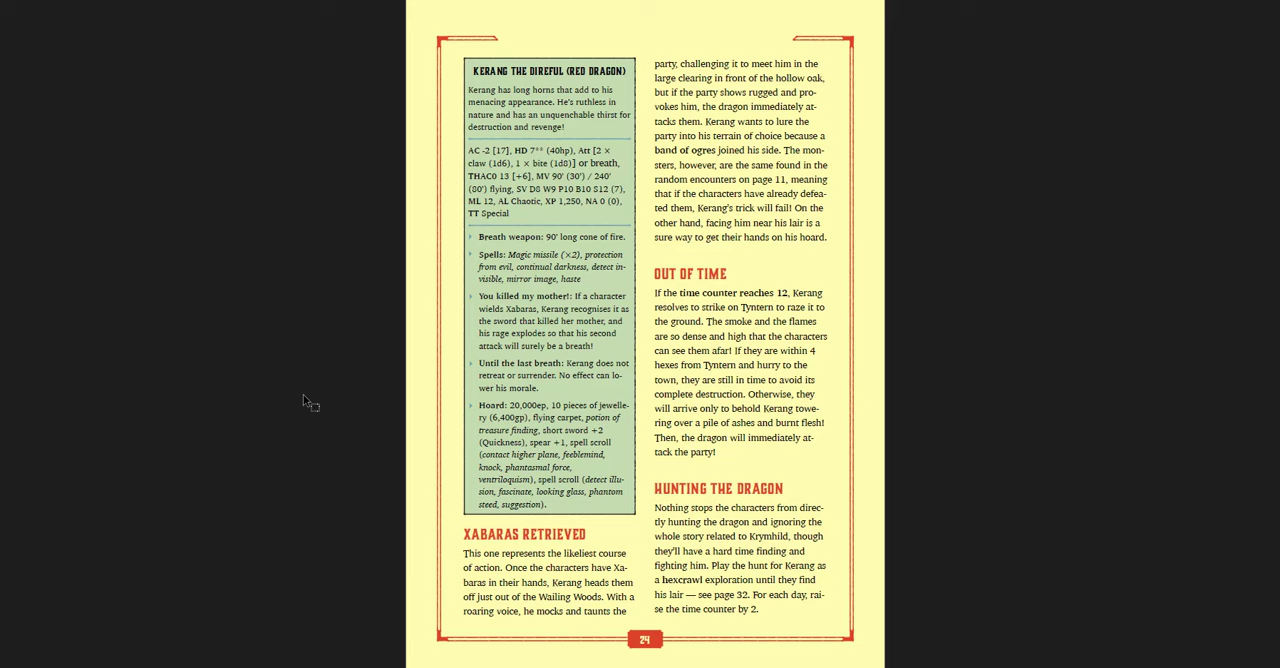 KERANG THE DIREFUL (RED DRAGON)
Kerang has long horns that add to his
menacing appearance. He's ruthless in
nature and has an unquenchable thirst for
destruction and revenge!
AC -2 [17], HD 7** (40hp), Att [2 ×
claw (1d6), 1 × bite (1d8)] or breath,
THAC0 13 [+6], MV 90' (30') / 240'
(80') flying, SV D8 W9 P10 B10 S12 (7),
ML 12, AL Chaotic, XP 1,250, NA 0 (0),
TT Special
Breath weapon: 90' long cone of fire.
Spells: Magic missile (×2), protection
from evil, continual darkness, detect in-
visible, mirror image, haste
You killed my mother!: If a character
wields Xabaras, Kerang recognises it as
the sword that killed her mother, and
his rage explodes so that his second
attack will surely be a breath!
Until the last breath: Kerang does not
retreat or surrender. No effect can lo-
wer his morale.
Hoard: 20,000ep, 10 pieces of jewelle-
ry (6,400gp), flying carpet, potion of
treasure finding, short sword +2
(Quickness), spear +1, spell scroll
(contact higher plane, feeblemind,
knock, phantasmal force,
ventriloquism), spell scroll (detect illu-
sion, fascinate, looking glass, phantom
steed, suggestion).
XABARAS RETRIEVED
This one represents the likeliest course
of action. Once the characters have Xa-
baras in their hands, Kerang heads them
off just out of the Wailing Woods. With a
roaring voice, he mocks and taunts the
party, challenging it to meet him in the
large clearing in front of the hollow oak,
but if the party shows rugged and pro-
vokes him, the dragon immediately at-
tacks them. Kerang wants to lure the
party into his terrain of choice because a
band of ogres joined his side. The mon-
sters, however, are the same found in the
random encounters on page 11, meaning
that if the characters have already defea-
ted them, Kerang's trick will fail! On the
other hand, facing him near his lair is a
sure way to get their hands on his hoard.
OUT OF TIME
If the time counter reaches 12, Kerang
resolves to strike on Tyntern to raze it to
the ground. The smoke and the flames
are so dense and high that the characters
can see them afar! If they are within 4
hexes from Tyntern and hurry to the
town, they are still in time to avoid its
complete destruction. Otherwise, they
will arrive only to behold Kerang towe-
ring over a pile of ashes and burnt flesh!
Then, the dragon will immediately at-
tack the party!
HUNTING THE DRAGON
Nothing stops the characters from direc-
tly hunting the dragon and ignoring the
whole story related to Krymhild, though
they'll have a hard time finding and
fighting him. Play the hunt for Kerang as
a hexcrawl exploration until they find
his lair — see page 32. For each day, rai-
se the time counter by 2.
24